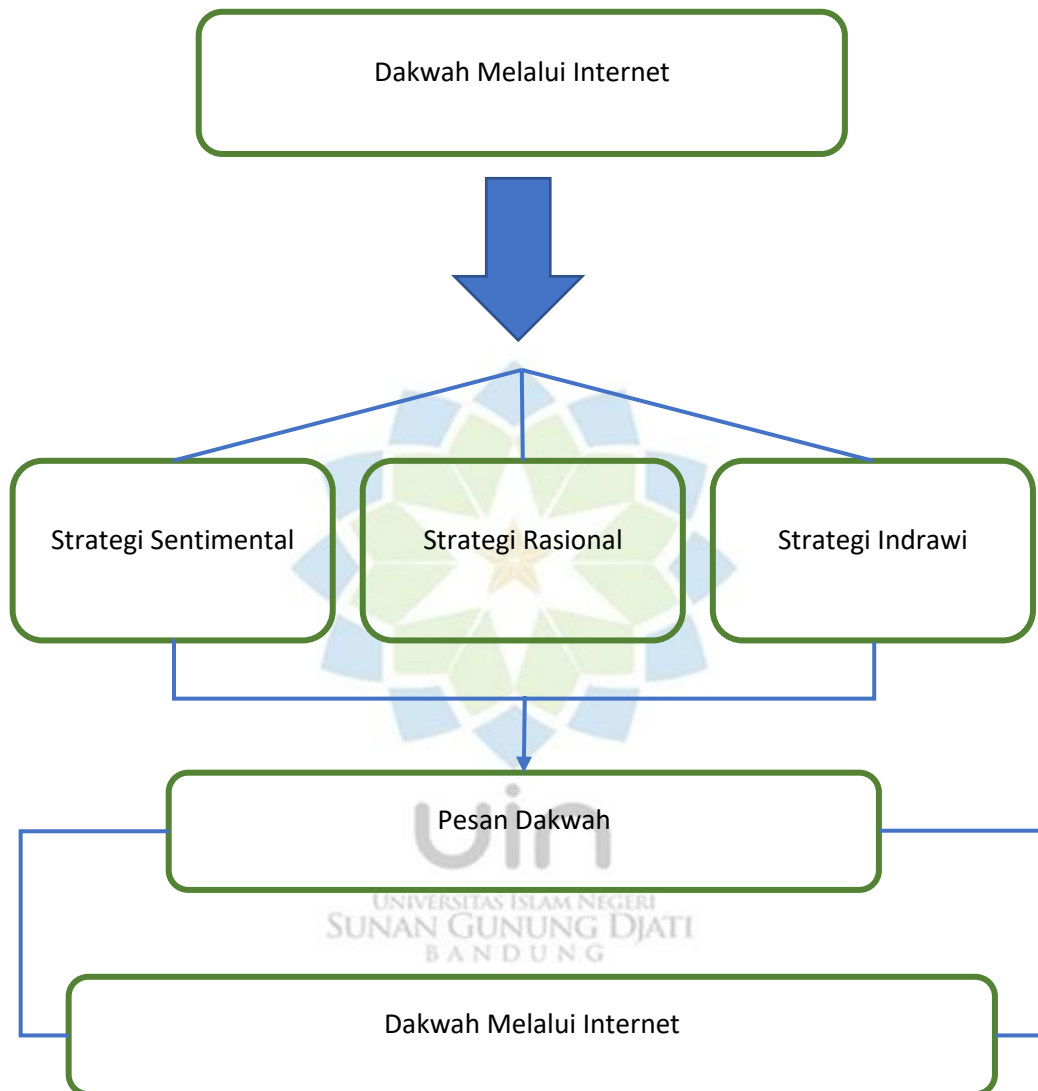 Dakwah Melalui Internet
Strategi Sentimental
Strategi Rasional
Strategi Indrawi
Pesan Dakwah
uin
UNIVERSITAS ISLAM NEGERI
SUNAN GUNUNG DJATI
BANDUNG
Dakwah Melalui Internet